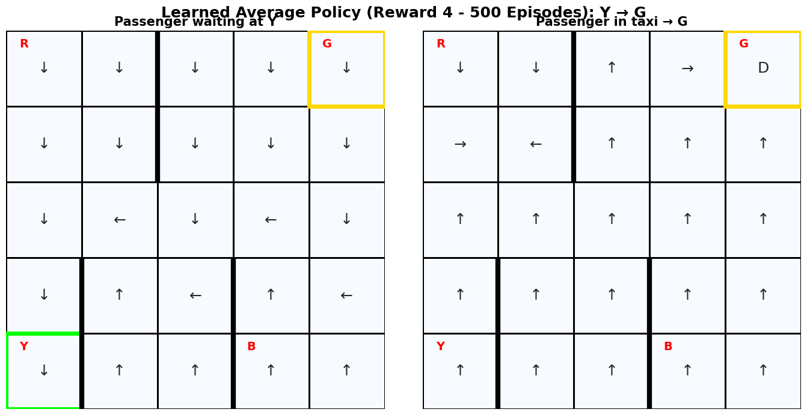 Learned Average Policy (Reward 4 - 500 Episodes): Y → G
Passenger waiting at Y
Passenger in taxi → G
R G
↓ ↓ ↓ ↓ ↓
↓ ↓ ↓ ↓ ↓
↓ ← ↓ ← ↓
↓ ↑ ← ↑ ←
Y B
↓ ↑ ↑ ↑ ↑
R G
↓ ↓ ↑ → D
→ ← ↑ ↑ ↑
↑ ↑ ↑ ↑ ↑
↑ ↑ ↑ ↑ ↑
Y B
↑ ↑ ↑ ↑ ↑